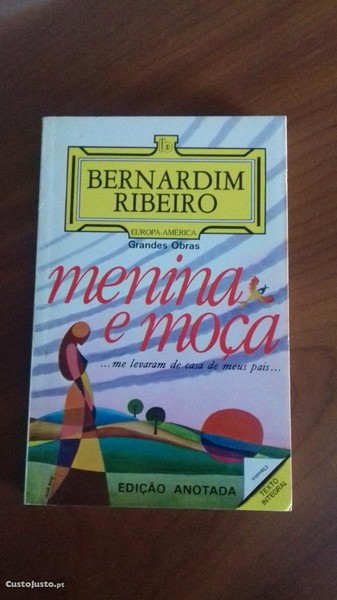 BERNARDIM
RIBEIRO
EUROPA-AMÉRICA
Grandes Obras
menina
e moça
...me levaram de casa de meus pais...
EDIÇÃO ANOTADA
TEXTO
INTEGRAL
CustoJusto.pt